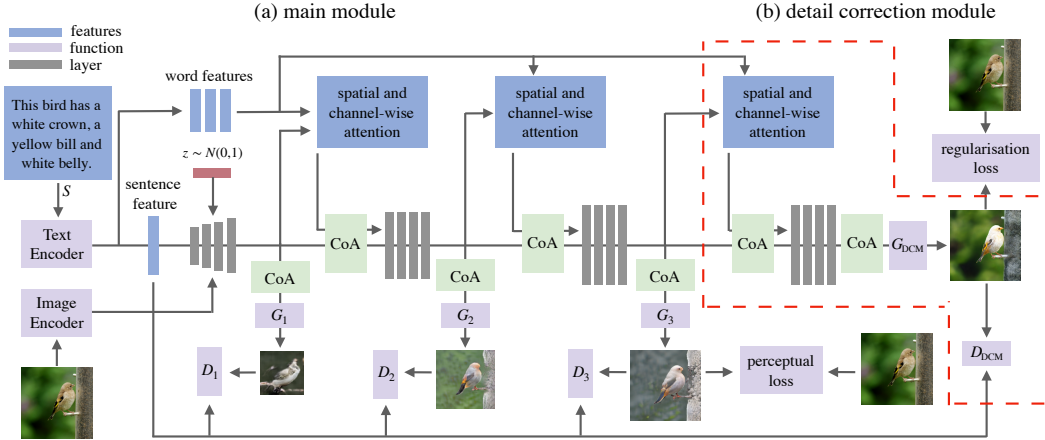 (a) main module
(b) detail correction module
features
function
layer
word features
This bird has a
white crown, a
yellow bill and
white belly.
spatial and
channel-wise
attention
spatial and
channel-wise
attention
spatial and
channel-wise
attention
z ~ N(0,1)
regularisation
loss
S
sentence
feature
Text
Encoder
CoA
CoA
CoA
CoA
G_DCM
CoA
CoA
CoA
Image
Encoder
G_1
G_2
G_3
D_1
D_2
D_3
perceptual
loss
D_DCM